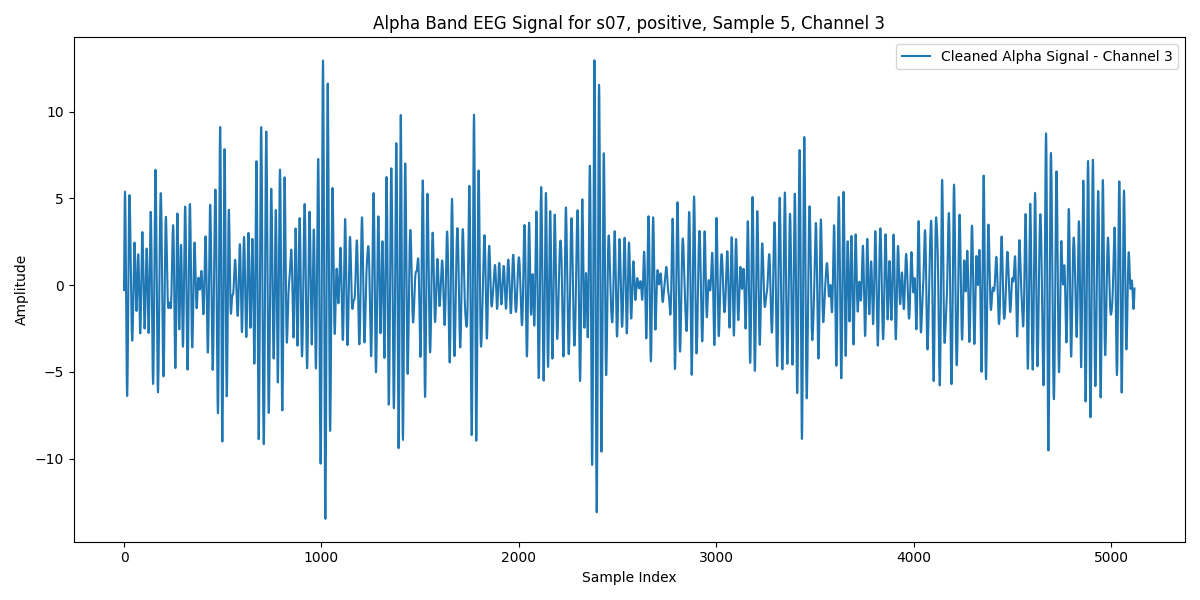 Alpha Band EEG Signal for s07, positive, Sample 5, Channel 3
Cleaned Alpha Signal - Channel 3
Amplitude
10
5
0
−5
−10
0 1000 2000 3000 4000 5000
Sample Index